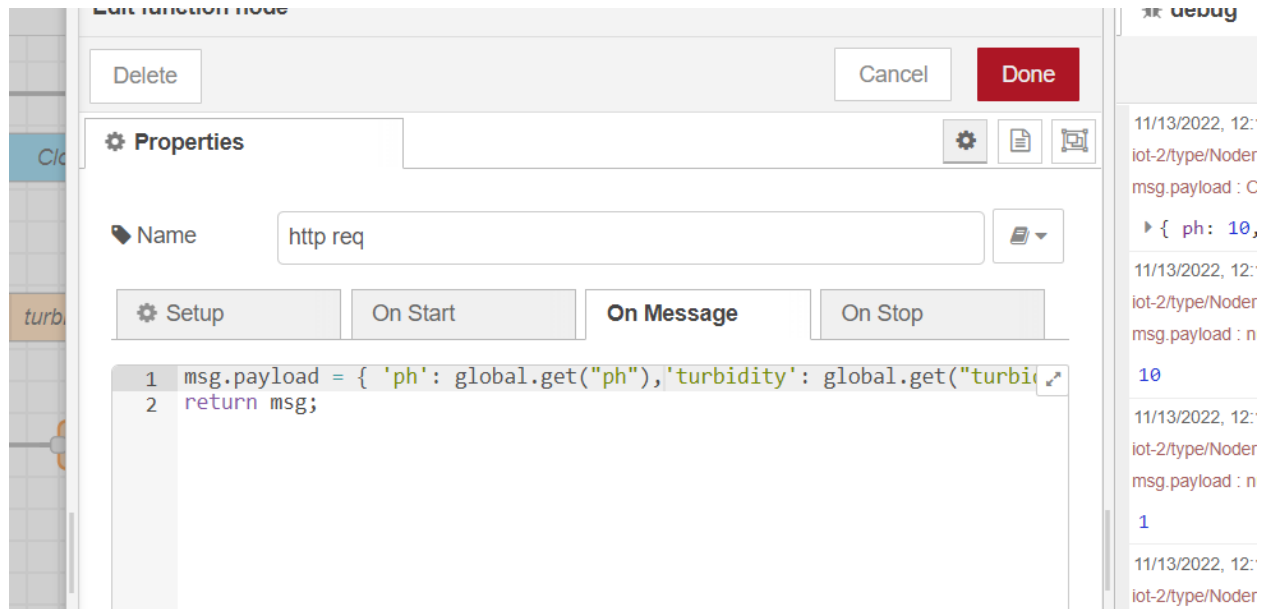 Edit function node
debug
Delete
Cancel
Done
Properties
Name
http req
Setup
On Start
On Message
On Stop
1 msg.payload = { 'ph': global.get("ph"),'turbidity': global.get("turbi
2 return msg;
Clo
turb
11/13/2022, 12:
iot-2/type/Noder
msg.payload : O
{ ph: 10,
11/13/2022, 12:
iot-2/type/Noder
msg.payload : n
10
11/13/2022, 12:
iot-2/type/Noder
msg.payload : n
1
11/13/2022, 12:
iot-2/type/Noder